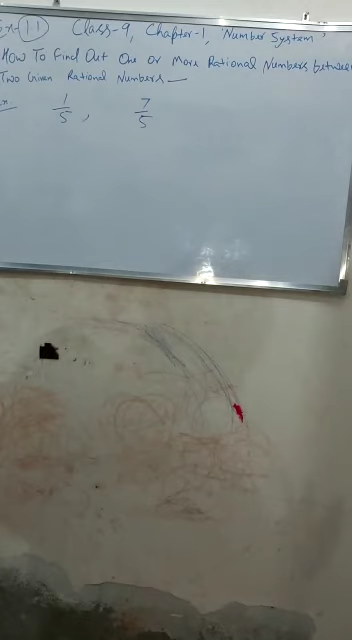 (11) Class-9, Chapter-1, "Number System"
How To Find Out One or More Rational Numbers between
Two Given Rational Numbers —
1/5, 7/5